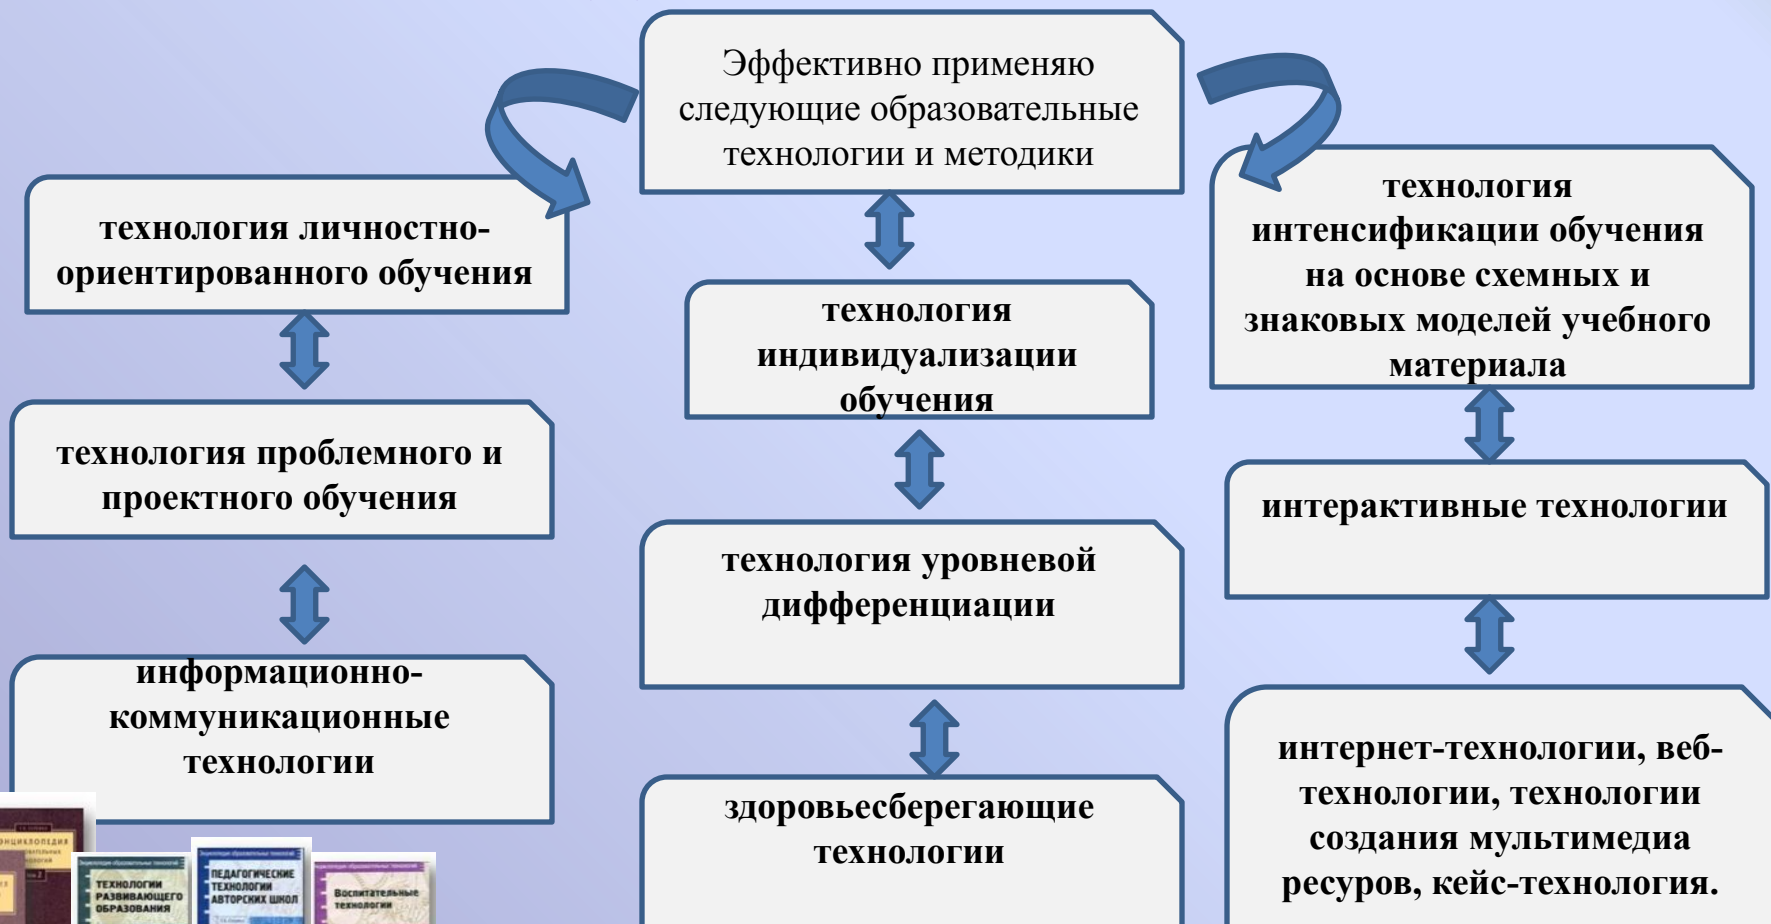 Эффективно применяю
следующие образовательные
технологии и методики
технология личностно-
ориентированного обучения
технология проблемного и
проектного обучения
информационно-
коммуникационные
технологии
технология
индивидуализации
обучения
технология уровневой
дифференциации
здоровьесберегающие
технологии
технология
интенсификации обучения
на основе схемных и
знаковых моделей учебного
материала
интерактивные технологии
интернет-технологии, веб-
технологии, технологии
создания мультимедиа
ресуров, кейс-технология.
ТЕХНОЛОГИИ
РАЗВИВАЮЩЕГО
ОБРАЗОВАНИЯ
ПЕДАГОГИЧЕСКИЕ
ТЕХНОЛОГИИ
АВТОРСКИХ ШКОЛ
Воспитательные
технологии